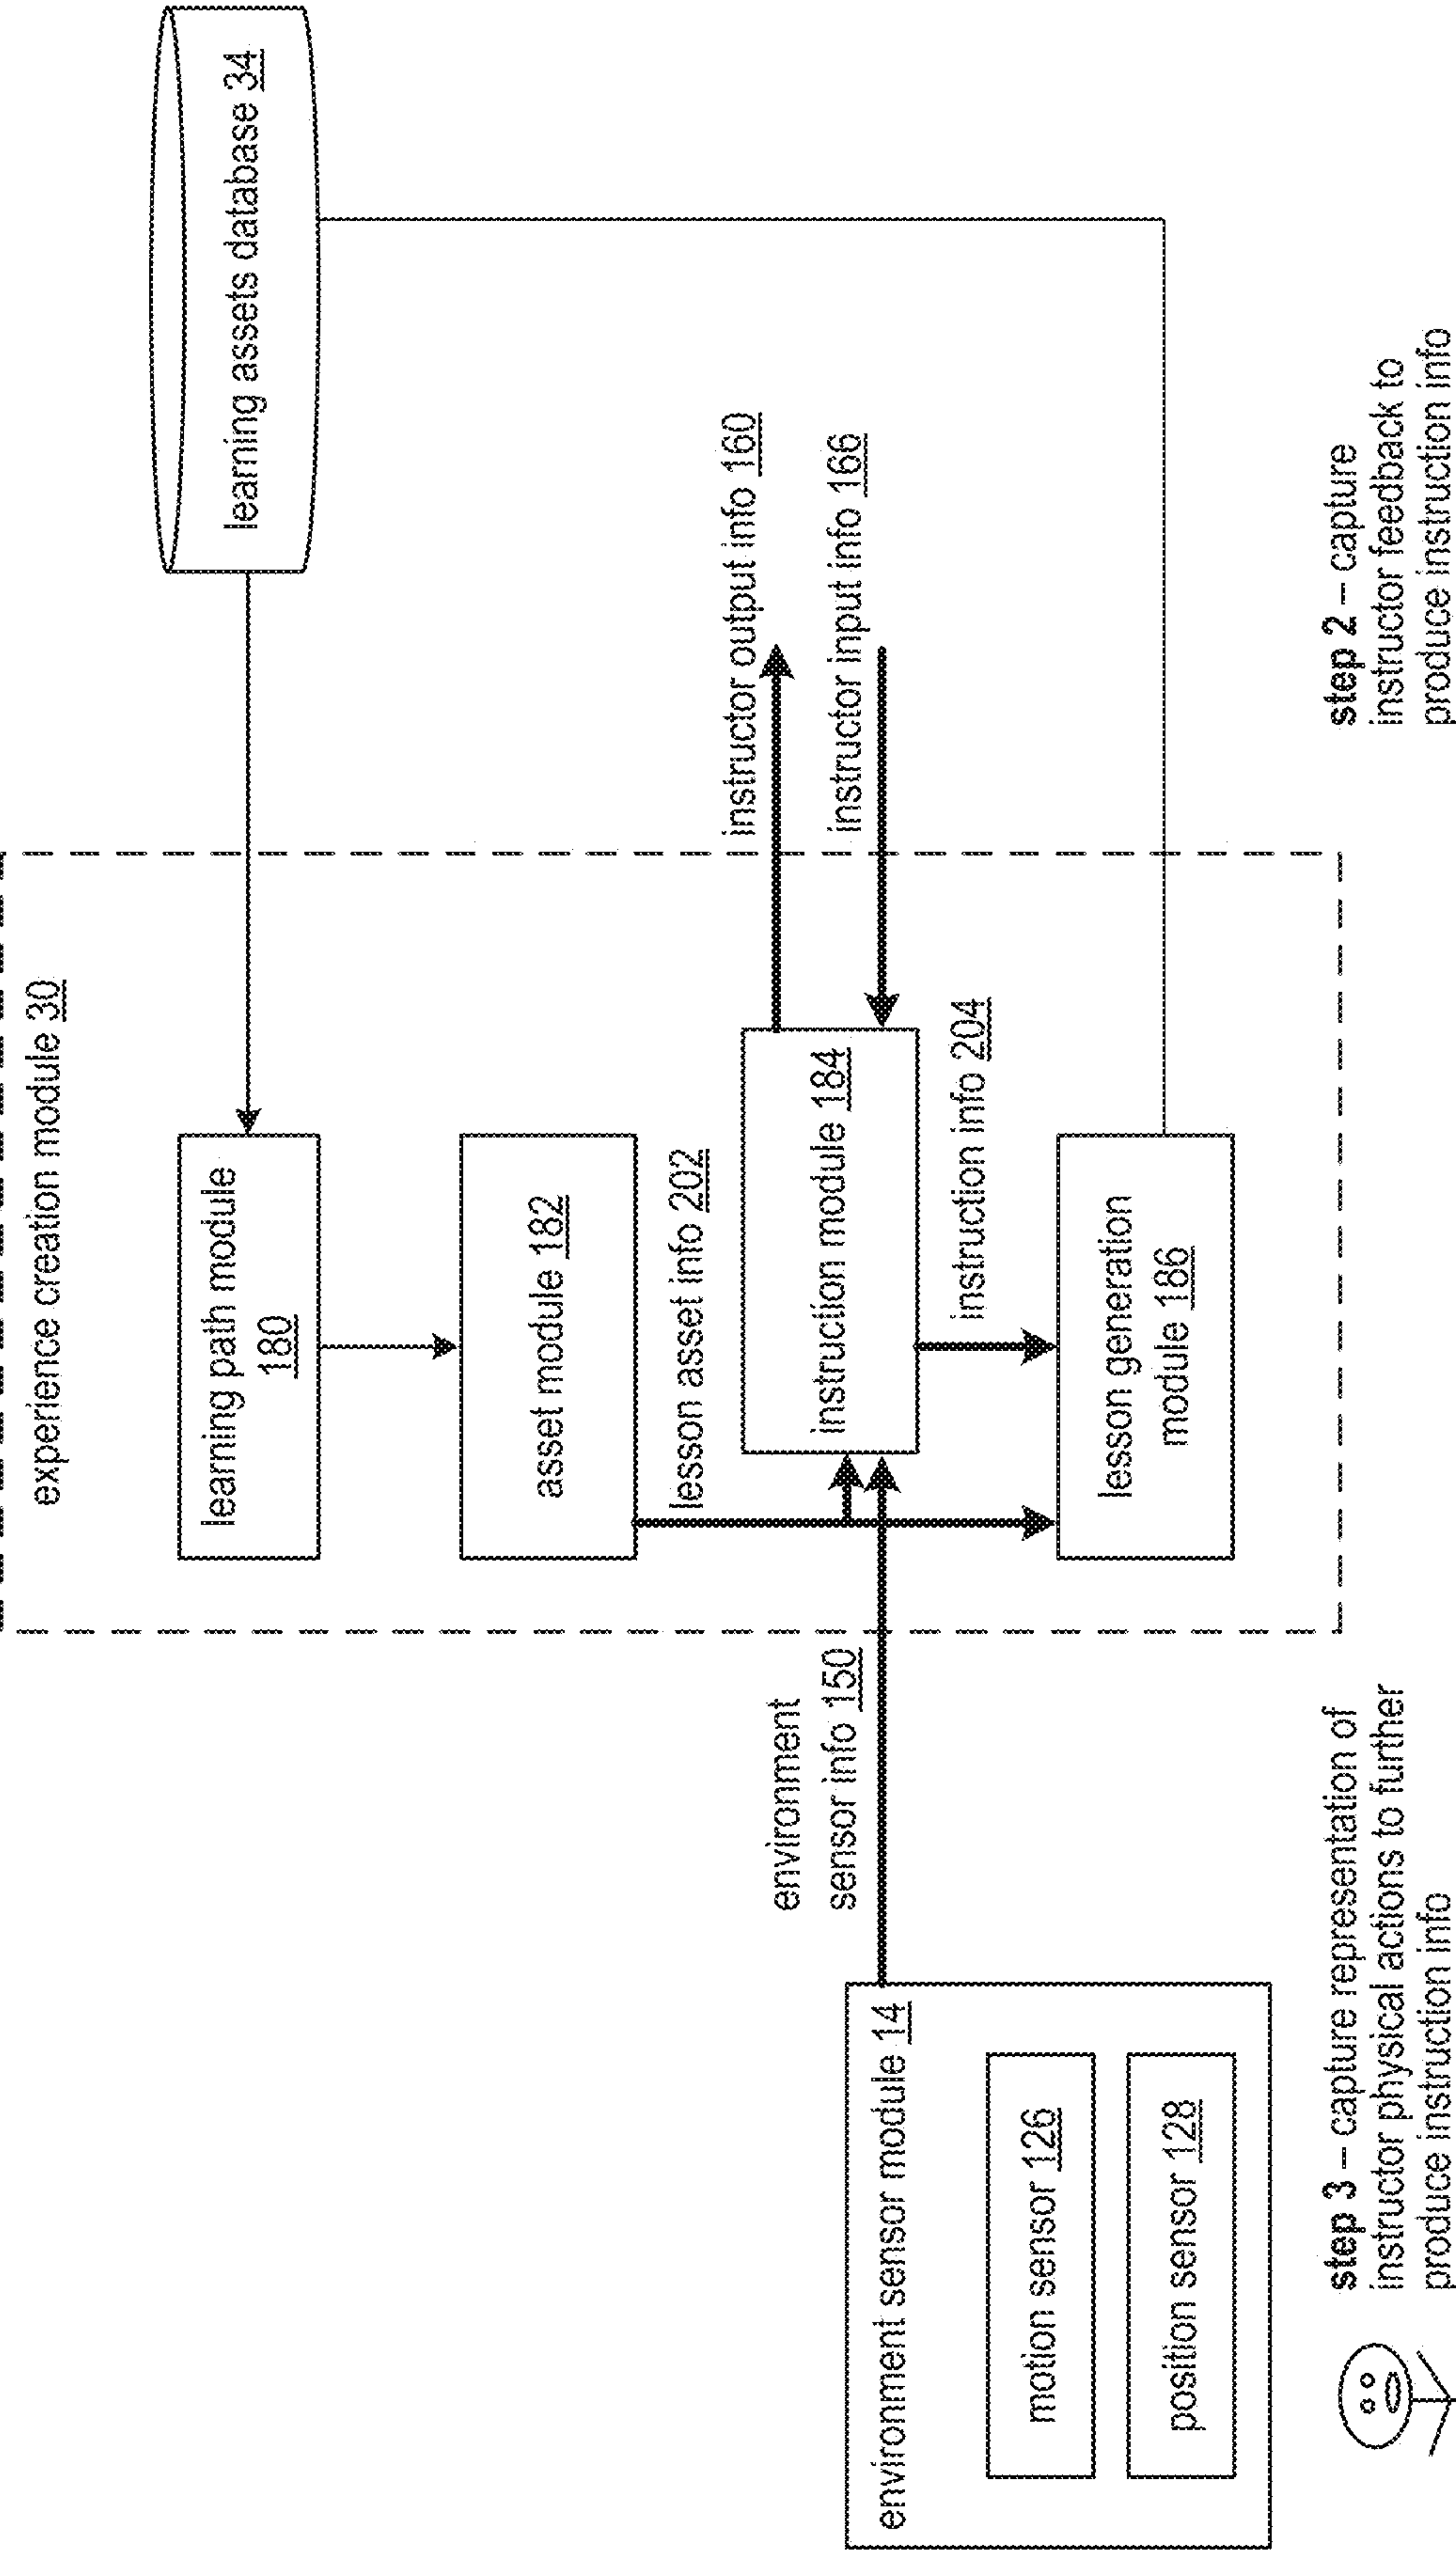 experience creation module 30
learning assets database 34
learning path module
180
asset module 182
lesson asset info 202
instructor output info 160
instructor input info 166
instruction module 184
instruction info 204
environment
sensor info 150
lesson generation
module 186
environment sensor module 14
motion sensor 126
position sensor 128
step 3 – capture representation of
instructor physical actions to further
produce instruction info
step 2 – capture
instructor feedback to
produce instruction info